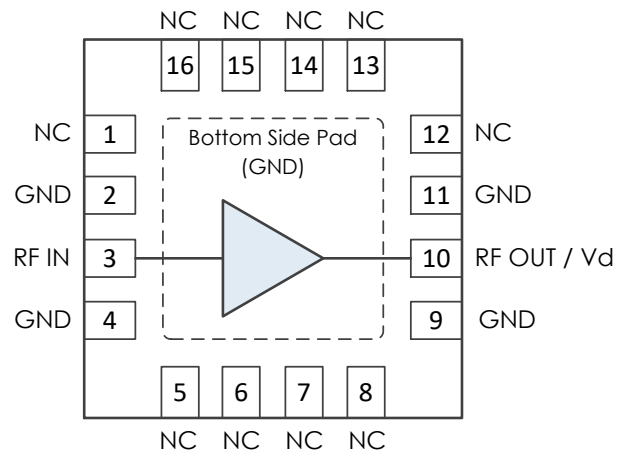 NC NC NC NC
16 15 14 13
NC 1 Bottom Side Pad 12 NC
(GND)
GND 2 11 GND
RF IN 3 10 RF OUT / Vd
GND 4 9 GND
5 6 7 8
NC NC NC NC